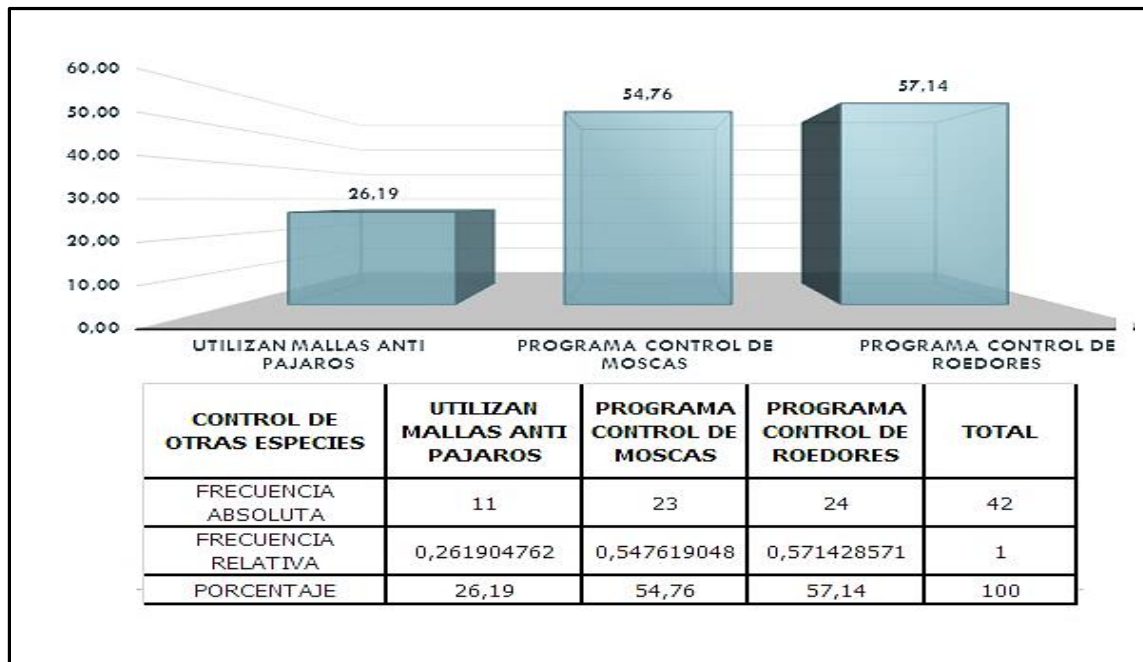 60,00
50,00
40,00
30,00
20,00
10,00
0,00
26,19
54,76
57,14
UTILIZAN MALLAS ANTI
PAJAROS
PROGRAMA CONTROL DE
MOSCAS
PROGRAMA CONTROL DE
ROEDORES
CONTROL DE
OTRAS ESPECIES
UTILIZAN
MALLAS ANTI
PAJAROS
PROGRAMA
CONTROL DE
MOSCAS
PROGRAMA
CONTROL DE
ROEDORES
TOTAL
FRECUENCIA
ABSOLUTA
11
23
24
42
FRECUENCIA
RELATIVA
0,261904762
0,547619048
0,571428571
1
PORCENTAJE
26,19
54,76
57,14
100